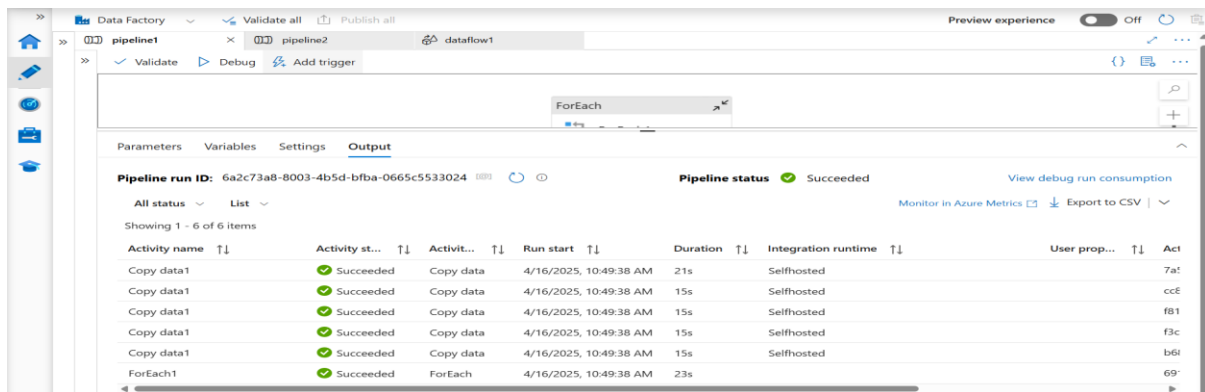 Data Factory Validate all Publish all Preview experience Off
pipeline1 pipeline2 dataflow1
Validate Debug Add trigger
ForEach
Parameters Variables Settings Output
Pipeline run ID: 6a2c73a8-8003-4b5d-bfba-0665c5533024 Pipeline status Succeeded View debug run consumption
All status List Monitor in Azure Metrics Export to CSV
Showing 1 - 6 of 6 items
Activity name Activity st... Activit... Run start Duration Integration runtime User prop... Act
Copy data1 Succeeded Copy data 4/16/2025, 10:49:38 AM 21s Selfhosted 7a5
Copy data1 Succeeded Copy data 4/16/2025, 10:49:38 AM 15s Selfhosted cc8
Copy data1 Succeeded Copy data 4/16/2025, 10:49:38 AM 15s Selfhosted f81
Copy data1 Succeeded Copy data 4/16/2025, 10:49:38 AM 15s Selfhosted f3c
Copy data1 Succeeded Copy data 4/16/2025, 10:49:38 AM 15s Selfhosted b68
ForEach1 Succeeded ForEach 4/16/2025, 10:49:38 AM 23s 69